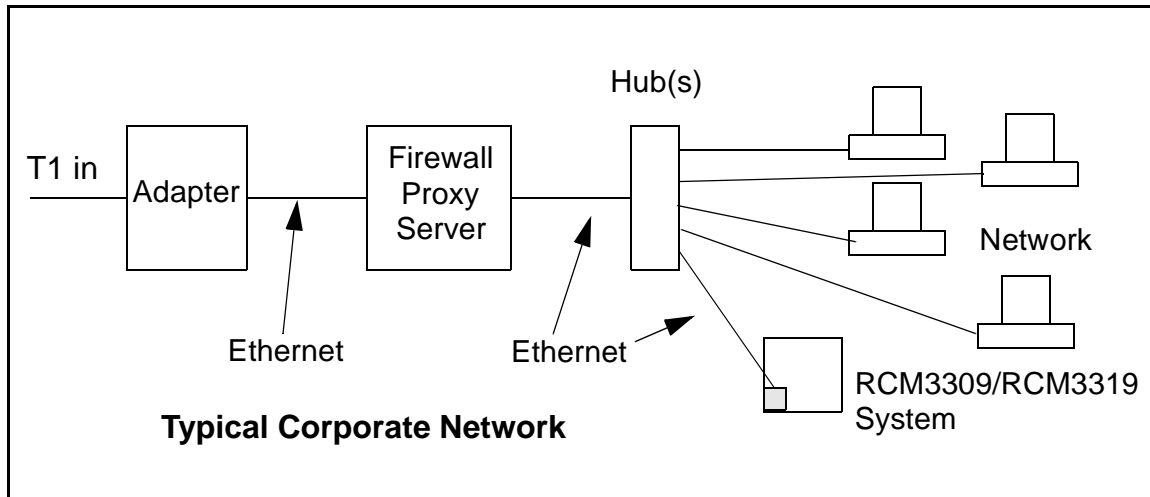 Hub(s)
T1 in
Adapter
Firewall
Proxy
Server
Network
Ethernet
Ethernet
RCM3309/RCM3319
System
Typical Corporate Network